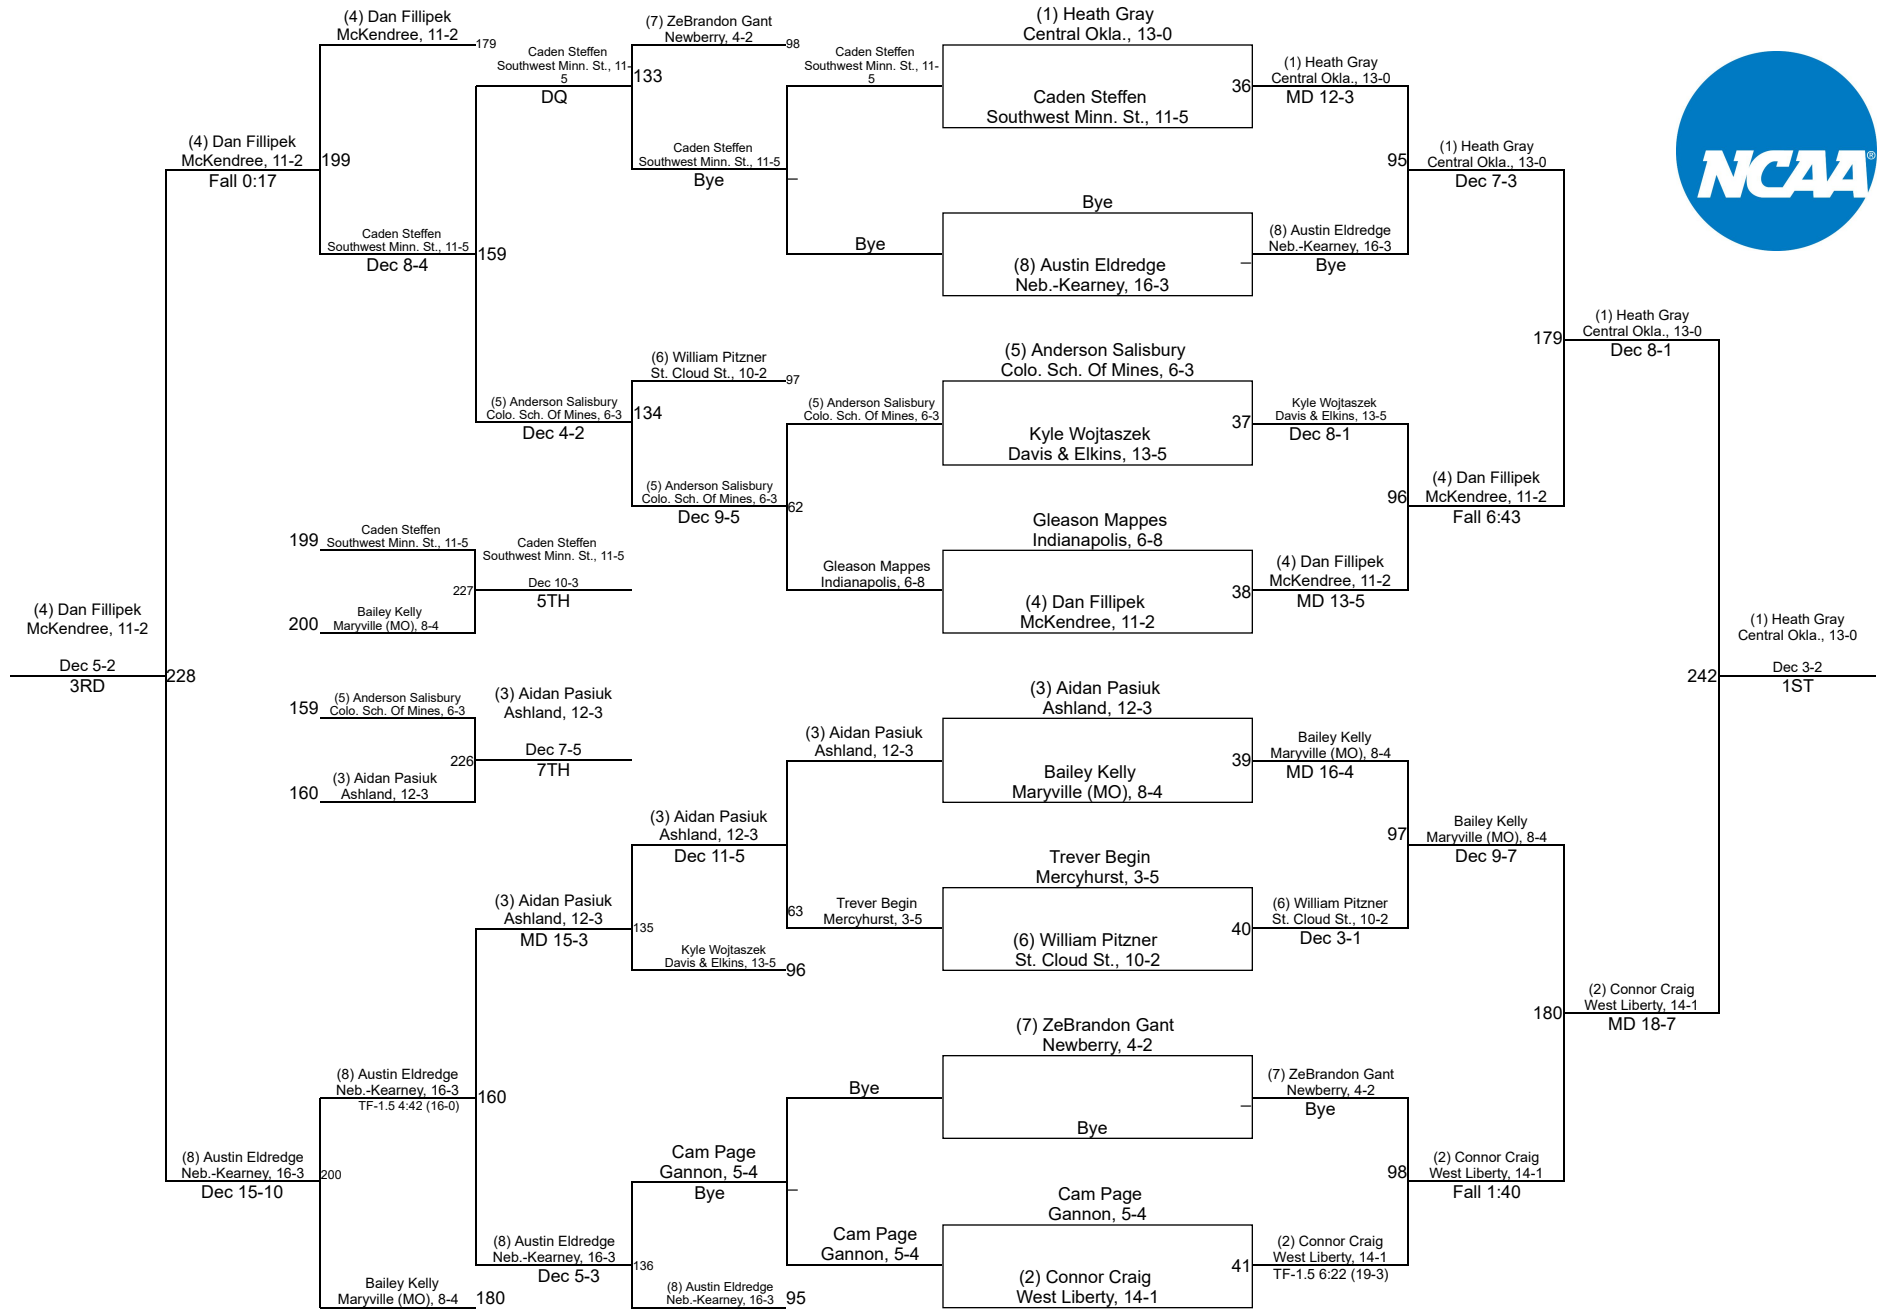 (4) Dan Fillipek
McKendree, 11-2
179
(4) Dan Fillipek
McKendree, 11-2
Fall 0:17
199
Caden Steffen
Southwest Minn. St., 11-5
Dec 8-4
Caden Steffen
Southwest Minn. St., 11-
5
DQ
159
(5) Anderson Salisbury
Colo. Sch. Of Mines, 6-3
Dec 4-2
(7) ZeBrandon Gant
Newberry, 4-2
98
133
Caden Steffen
Southwest Minn. St., 11-5
Bye
(6) William Pitzner
St. Cloud St., 10-2
97
134
(5) Anderson Salisbury
Colo. Sch. Of Mines, 6-3
Dec 9-5
Caden Steffen
Southwest Minn. St., 11-
5
–
Bye
(5) Anderson Salisbury
Colo. Sch. Of Mines, 6-3
62
Gleason Mappes
Indianapolis, 6-8
(1) Heath Gray
Central Okla., 13-0
36
Caden Steffen
Southwest Minn. St., 11-5
Bye
–
(8) Austin Eldredge
Neb.-Kearney, 16-3
(5) Anderson Salisbury
Colo. Sch. Of Mines, 6-3
37
Kyle Wojtaszek
Davis & Elkins, 13-5
Gleason Mappes
Indianapolis, 6-8
38
(4) Dan Fillipek
McKendree, 11-2
(1) Heath Gray
Central Okla., 13-0
MD 12-3
95
(8) Austin Eldredge
Neb.-Kearney, 16-3
Bye
Kyle Wojtaszek
Davis & Elkins, 13-5
Dec 8-1
96
(4) Dan Fillipek
McKendree, 11-2
MD 13-5
(1) Heath Gray
Central Okla., 13-0
Dec 7-3
179
(4) Dan Fillipek
McKendree, 11-2
Fall 6:43
(1) Heath Gray
Central Okla., 13-0
Dec 8-1
NCAA®
199
Caden Steffen
Southwest Minn. St., 11-5
227
200
Bailey Kelly
Maryville (MO), 8-4
Caden Steffen
Southwest Minn. St., 11-5
Dec 10-3
5TH
(4) Dan Fillipek
McKendree, 11-2
Dec 5-2
3RD
228
159
(5) Anderson Salisbury
Colo. Sch. Of Mines, 6-3
226
160
(3) Aidan Pasiuk
Ashland, 12-3
(3) Aidan Pasiuk
Ashland, 12-3
Dec 7-5
7TH
242
(1) Heath Gray
Central Okla., 13-0
Dec 3-2
1ST
(8) Austin Eldredge
Neb.-Kearney, 16-3
Dec 15-10
200
(8) Austin Eldredge
Neb.-Kearney, 16-3
TF-1.5 4:42 (16-0)
Bailey Kelly
Maryville (MO), 8-4
180
(3) Aidan Pasiuk
Ashland, 12-3
MD 15-3
160
(8) Austin Eldredge
Neb.-Kearney, 16-3
Dec 5-3
(3) Aidan Pasiuk
Ashland, 12-3
Dec 11-5
135
Kyle Wojtaszek
Davis & Elkins, 13-5
96
Cam Page
Gannon, 5-4
Bye
136
(8) Austin Eldredge
Neb.-Kearney, 16-3
95
(3) Aidan Pasiuk
Ashland, 12-3
63
Trever Begin
Mercyhurst, 3-5
Bye
–
Cam Page
Gannon, 5-4
(3) Aidan Pasiuk
Ashland, 12-3
39
Bailey Kelly
Maryville (MO), 8-4
Trever Begin
Mercyhurst, 3-5
40
(6) William Pitzner
St. Cloud St., 10-2
(7) ZeBrandon Gant
Newberry, 4-2
–
Bye
Cam Page
Gannon, 5-4
41
(2) Connor Craig
West Liberty, 14-1
Bailey Kelly
Maryville (MO), 8-4
MD 16-4
97
(6) William Pitzner
St. Cloud St., 10-2
Dec 3-1
(7) ZeBrandon Gant
Newberry, 4-2
Bye
98
(2) Connor Craig
West Liberty, 14-1
TF-1.5 6:22 (19-3)
Bailey Kelly
Maryville (MO), 8-4
Dec 9-7
180
(2) Connor Craig
West Liberty, 14-1
Fall 1:40
(2) Connor Craig
West Liberty, 14-1
MD 18-7